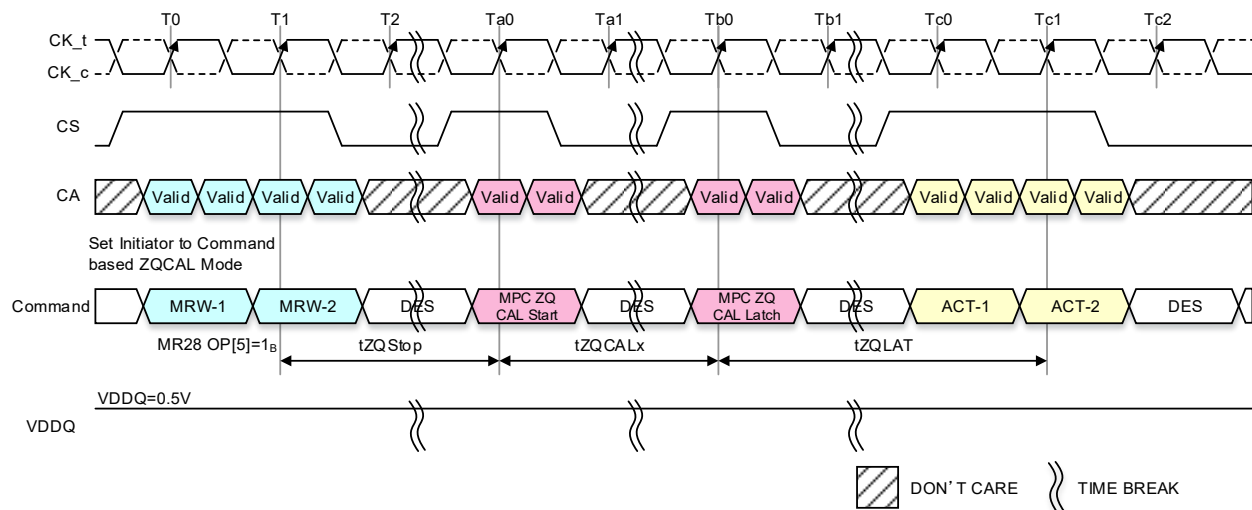 T0 T1 T2 Ta0 Ta1 Tb0 Tb1 Tc0 Tc1 Tc2
CK_t
CK_c
CS
CA Valid Valid Valid Valid Valid Valid Valid Valid Valid Valid Valid Valid
Set Initiator to Command
based ZQCAL Mode
Command MRW-1 MRW-2 DES MPC ZQ CAL Start DES MPC ZQ CAL Latch DES ACT-1 ACT-2 DES
MR28 OP[5]=1B tZQStop tZQCALx tZQLAT
VDDQ=0.5V
VDDQ
DON'T CARE TIME BREAK